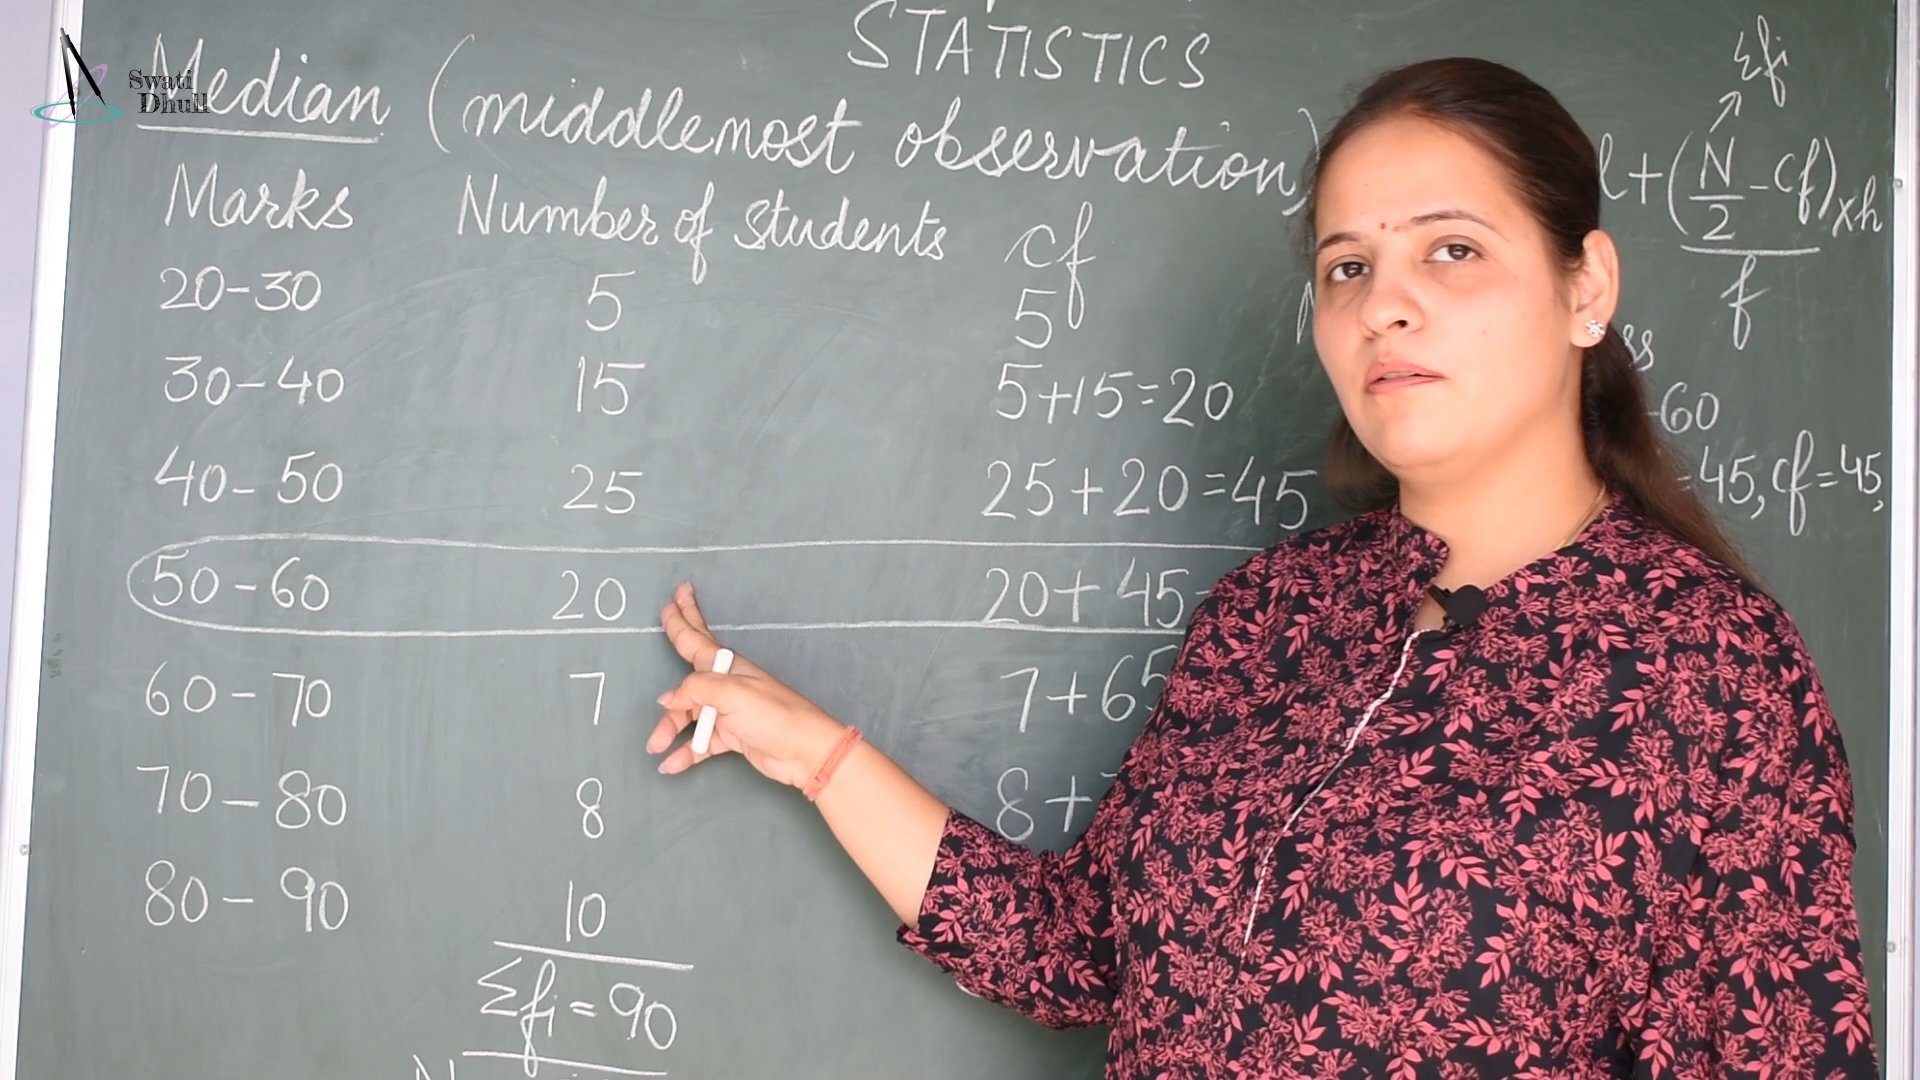 STATISTICS
Swati
Dhull
Median (middlemost observation)
Σfi
l+(N/2-cf)×h
f
Marks Number of students cf
20-30 5 5
30-40 15 5+15=20
40-50 25 25+20=45
50-60 20 20+45
60-70 7 7+65
70-80 8 8+
80-90 10
Σfi=90
N
ss
-60
=45, cf=45,